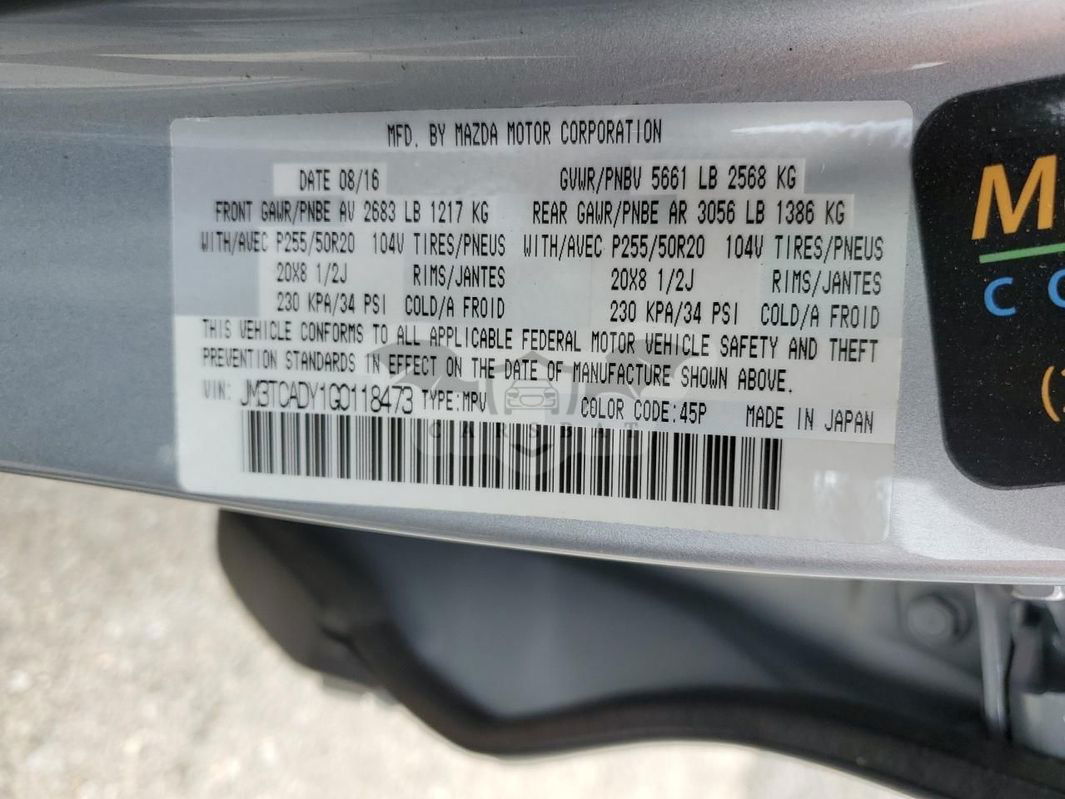 MFD. BY MAZDA MOTOR CORPORATION
DATE 08/16 GVWR/PNBV 5661 LB 2568 KG
FRONT GAWR/PNBE AV 2683 LB 1217 KG REAR GAWR/PNBE AR 3056 LB 1386 KG
WITH/AVEC P255/50R20 104V TIRES/PNEUS WITH/AVEC P255/50R20 104V TIRES/PNEUS
20X8 1/2J RIMS/JANTES 20X8 1/2J RIMS/JANTES
230 KPA/34 PSI COLD/A FROID 230 KPA/34 PSI COLD/A FROID
THIS VEHICLE CONFORMS TO ALL APPLICABLE FEDERAL MOTOR VEHICLE SAFETY AND THEFT
PREVENTION STANDARDS IN EFFECT ON THE DATE OF MANUFACTURE SHOWN ABOVE.
VIN: JM3TCADY1G0118473 TYPE:MPV COLOR CODE:45P MADE IN JAPAN
CARSBAT
M
C